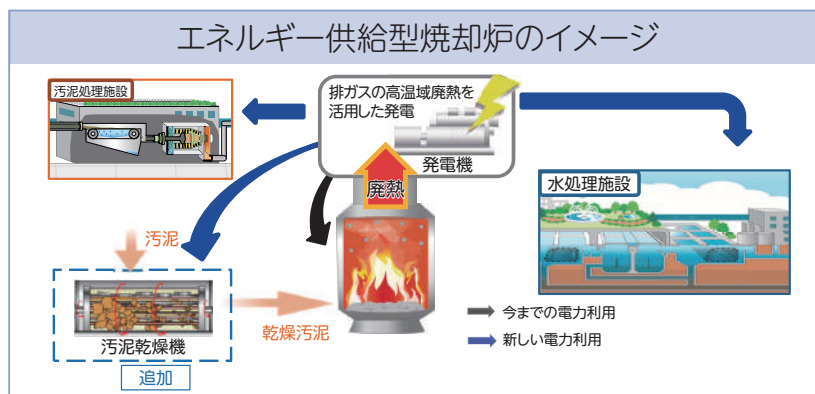 エネルギー供給型焼却炉のイメージ
汚泥処理施設
排ガスの高温域廃熱を
活用した発電
発電機
廃熱
水処理施設
汚泥
汚泥乾燥機
追加
乾燥汚泥
今までの電力利用
新しい電力利用